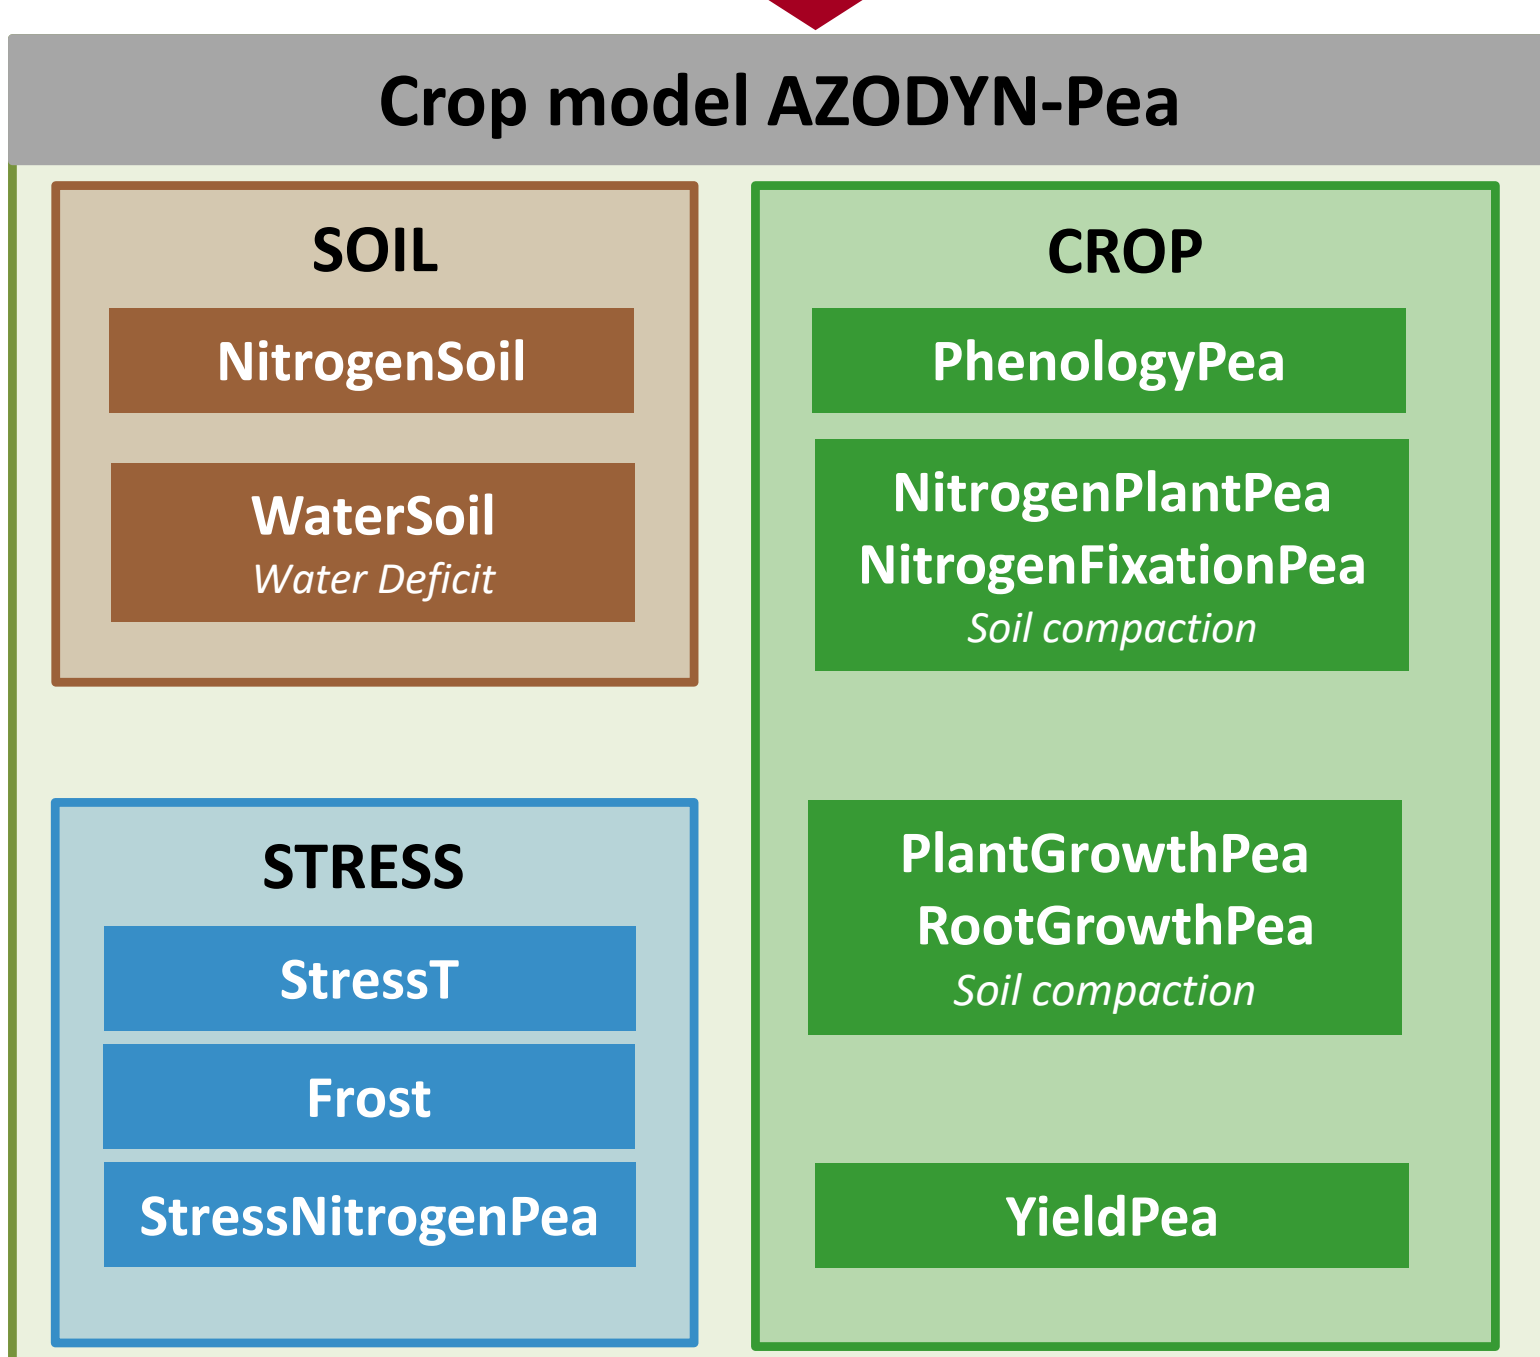 Crop model AZODYN-Pea
SOIL
NitrogenSoil
WaterSoil
Water Deficit
STRESS
StressT
Frost
StressNitrogenPea
CROP
PhenologyPea
NitrogenPlantPea
NitrogenFixationPea
Soil compaction
PlantGrowthPea
RootGrowthPea
Soil compaction
YieldPea